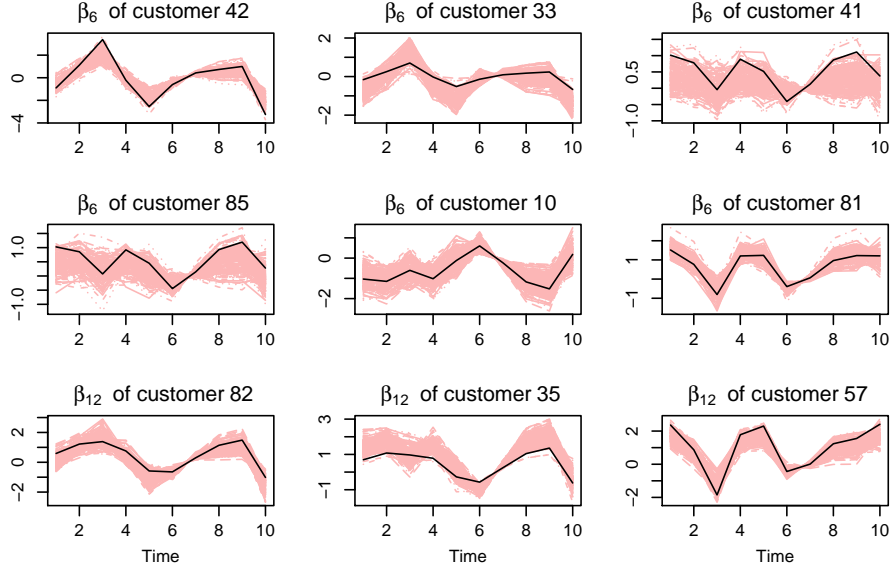 β6 of customer 42
β6 of customer 33
β6 of customer 41
0
-4
2 4 6 8 10
2
0
-2
2 4 6 8 10
0.5
-1.0
2 4 6 8 10
β6 of customer 85
β6 of customer 10
β6 of customer 81
1.0
-1.0
2 4 6 8 10
0
-2
2 4 6 8 10
1
-1
2 4 6 8 10
β12 of customer 82
β12 of customer 35
β12 of customer 57
2
0
-2
2 4 6 8 10
Time
3
1
-1
2 4 6 8 10
Time
2
0
-2
2 4 6 8 10
Time